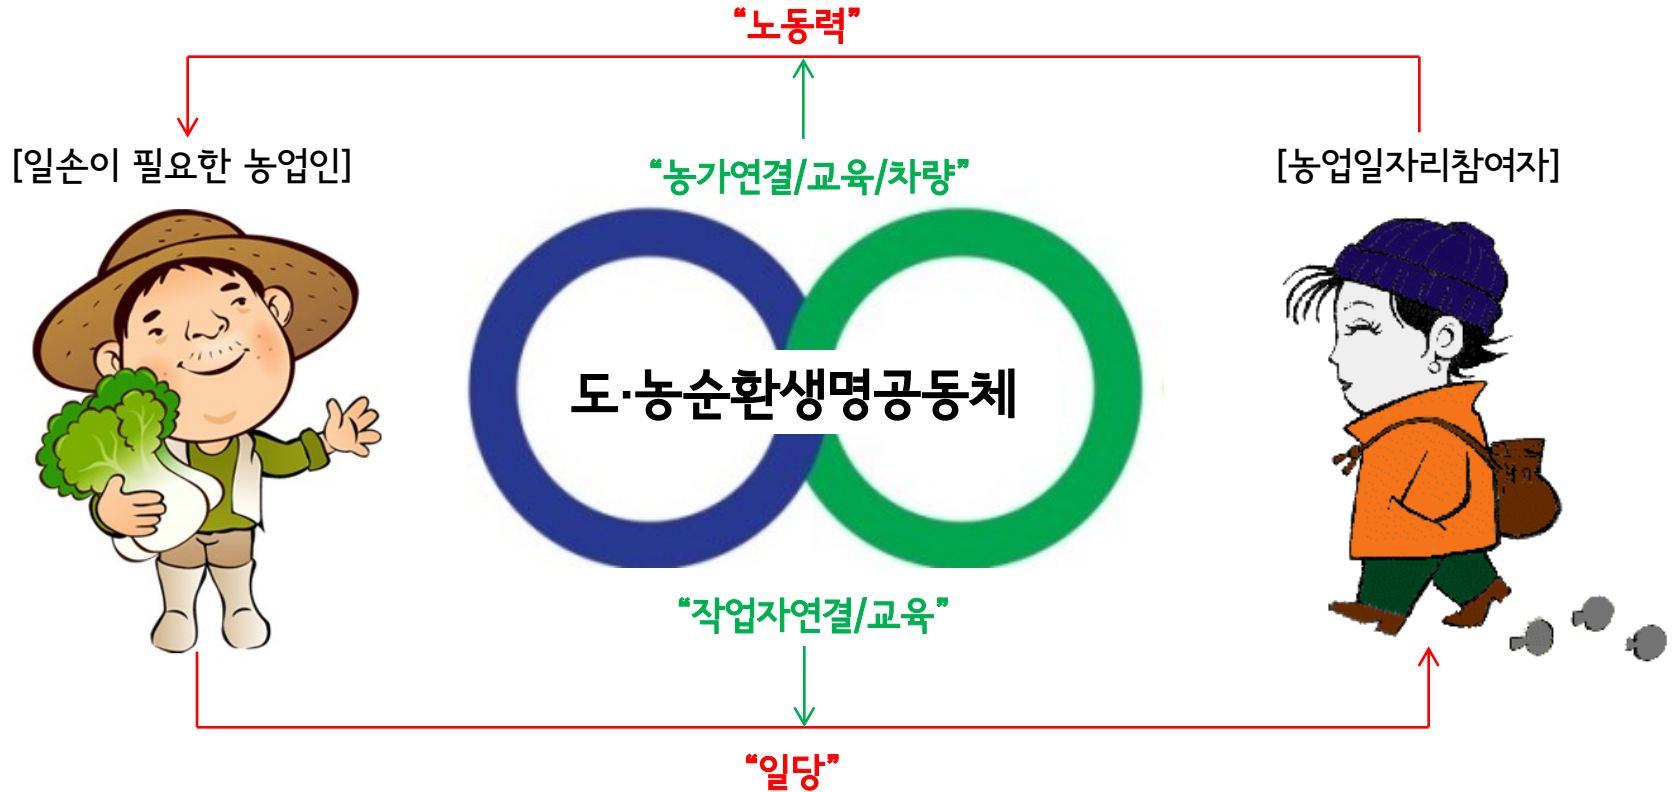 “노동력”
[일손이 필요한 농업인]
“농가연결/교육/차량”
[농업일자리참여자]
도·농순환생명공동체
“작업자연결/교육”
“일당”